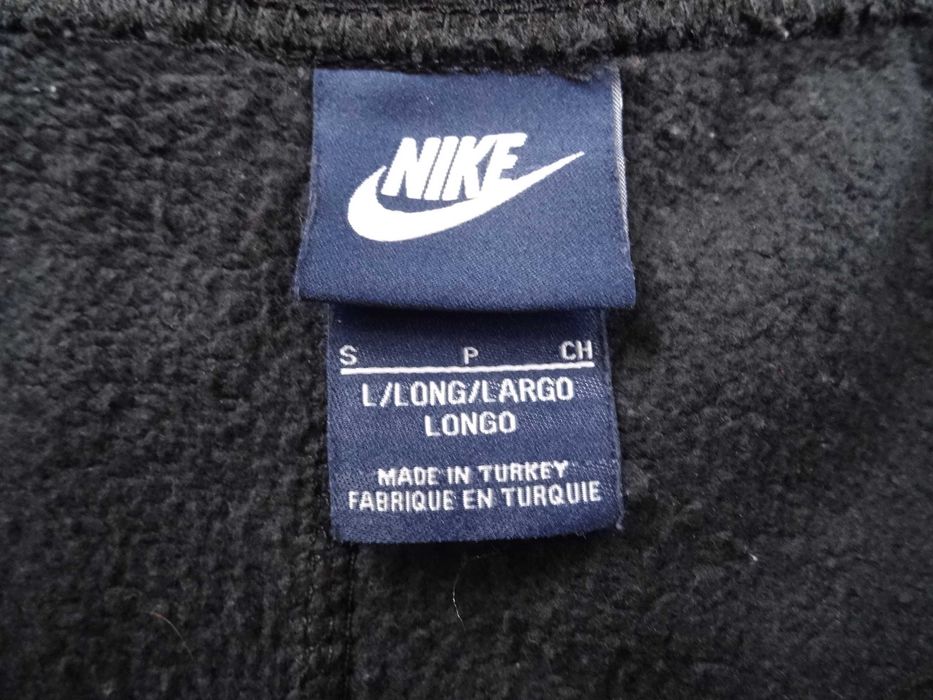 NIKE
S P CH
L/LONG/LARGO
LONGO
MADE IN TURKEY
FABRIQUE EN TURQUIE